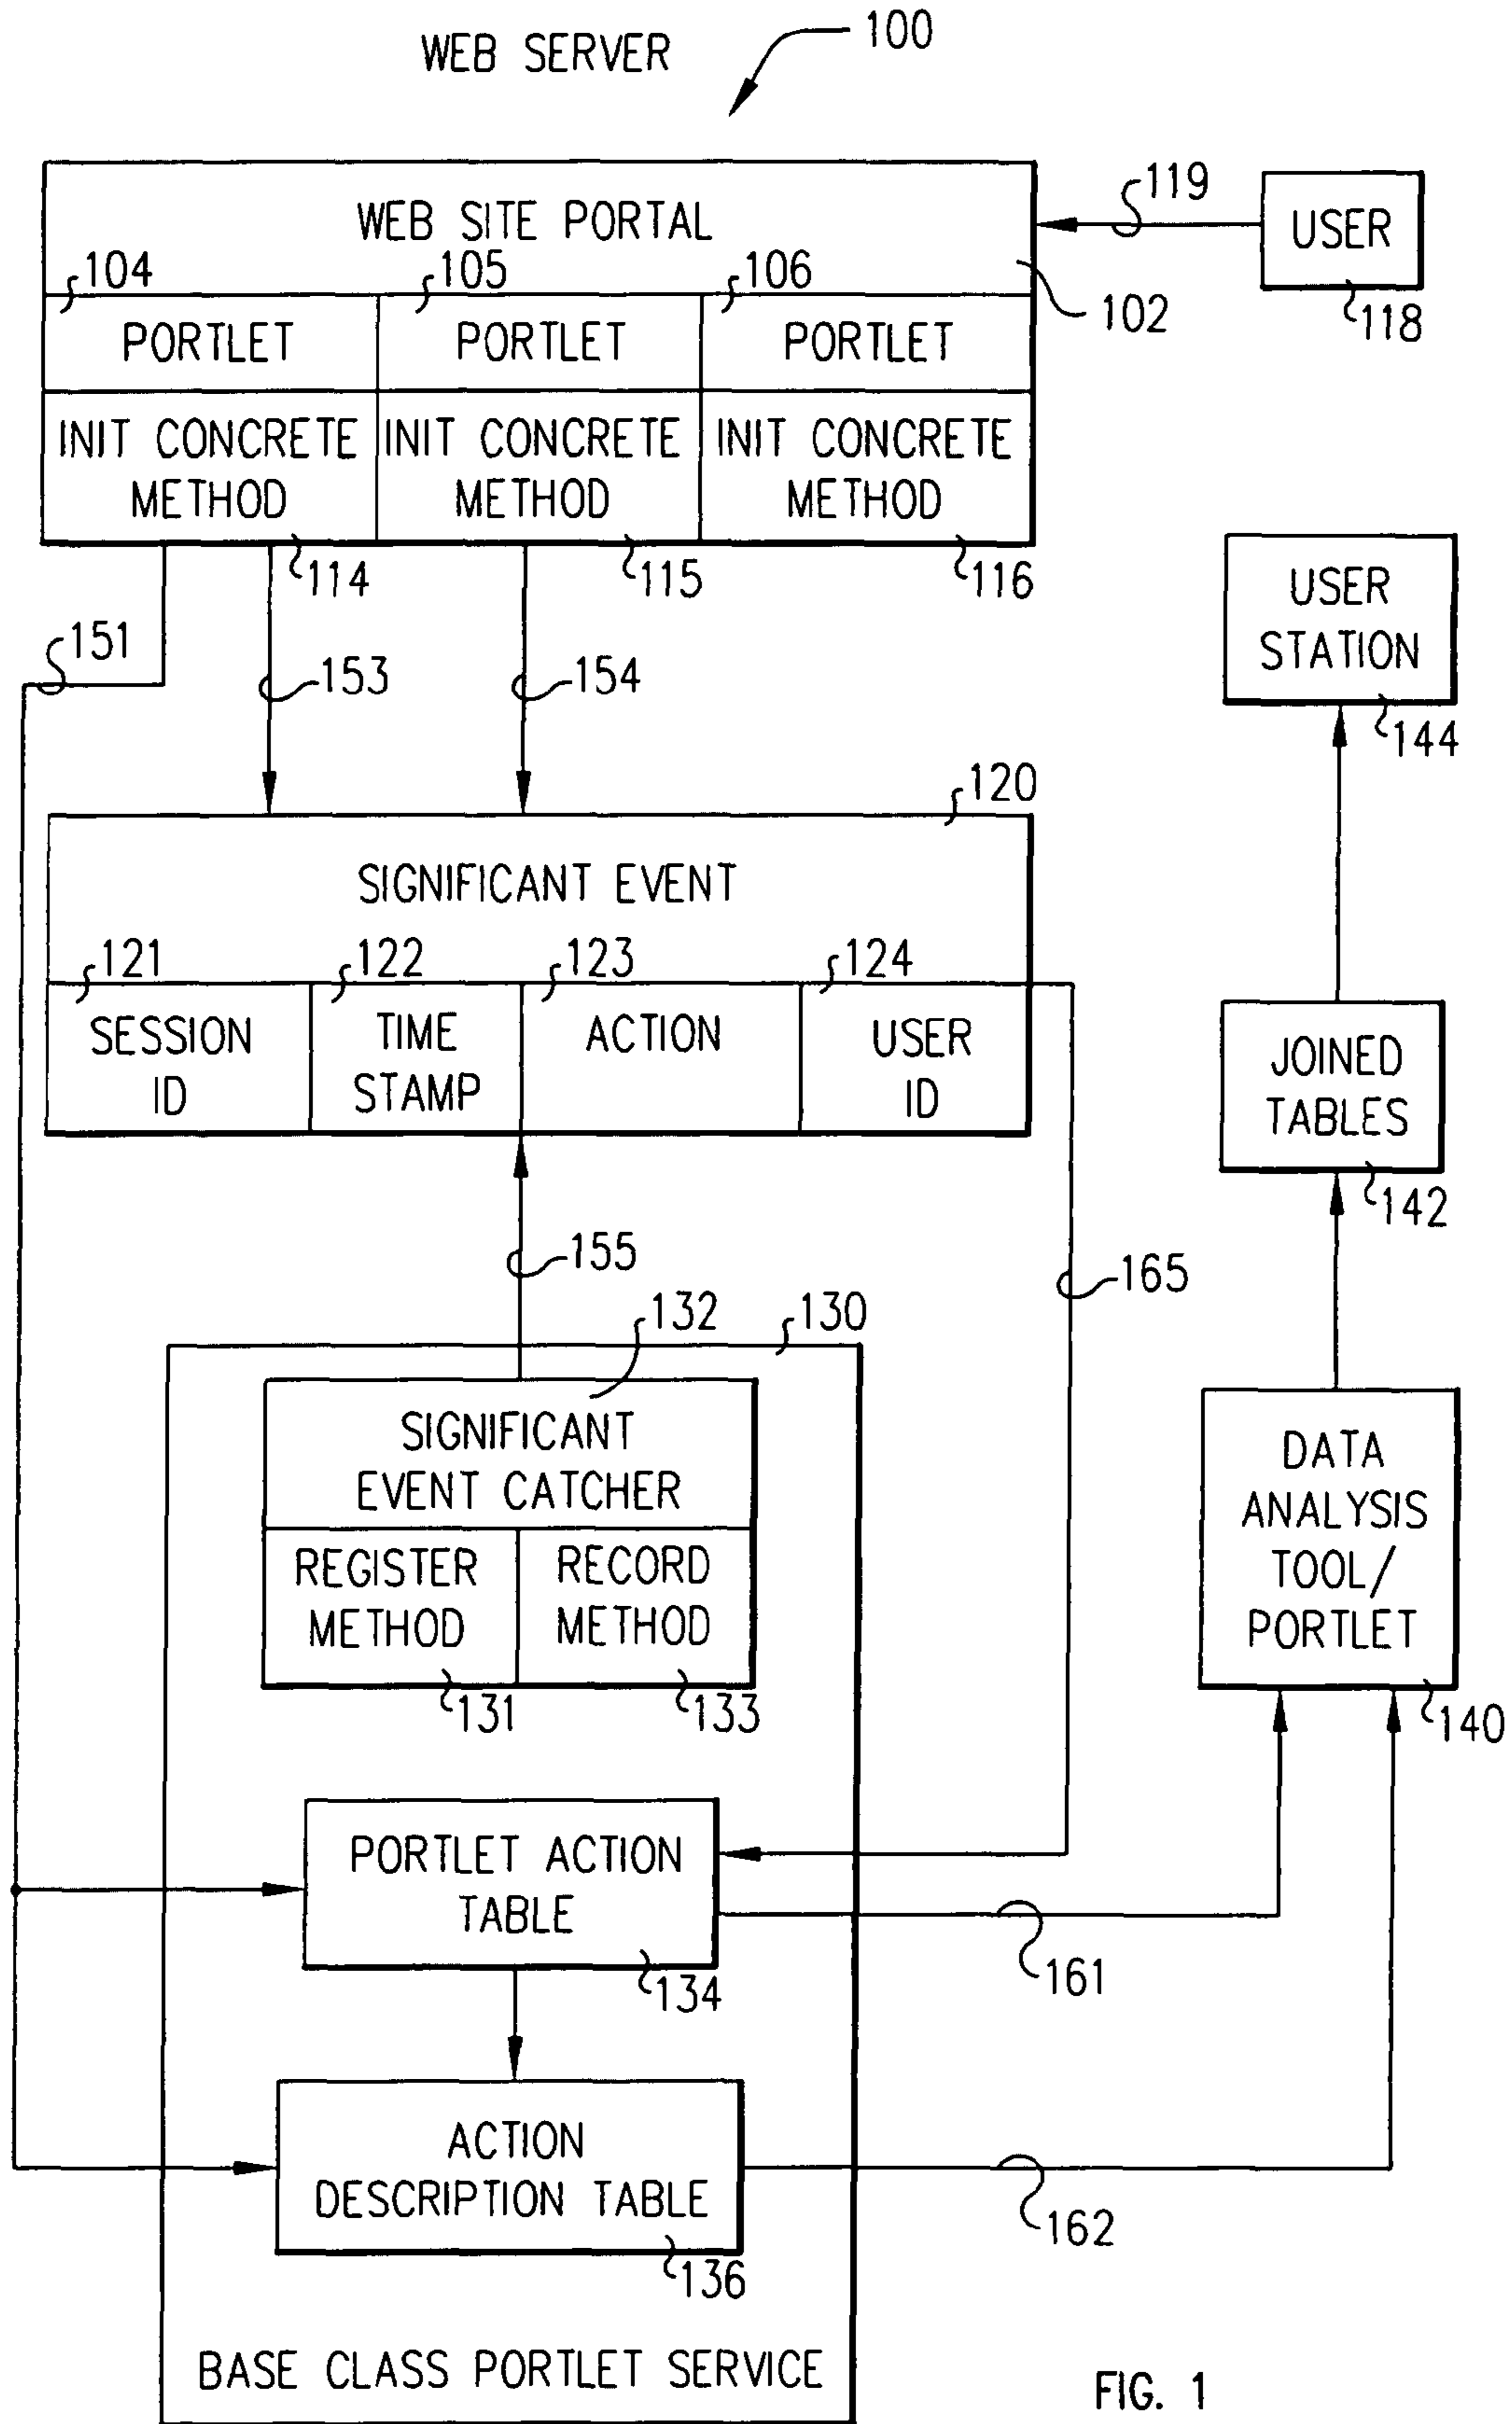 WEB SERVER
100
WEB SITE PORTAL
119
USER
104
105
106
102
118
PORTLET
PORTLET
PORTLET
INIT CONCRETE
METHOD
INIT CONCRETE
METHOD
INIT CONCRETE
METHOD
114
115
116
USER
STATION
144
151
153
154
120
SIGNIFICANT EVENT
121
122
123
124
SESSION
ID
TIME
STAMP
ACTION
USER
ID
JOINED
TABLES
142
155
165
132
130
SIGNIFICANT
EVENT CATCHER
REGISTER
METHOD
RECORD
METHOD
131
133
DATA
ANALYSIS
TOOL/
PORTLET
140
PORTLET ACTION
TABLE
134
161
ACTION
DESCRIPTION TABLE
136
162
BASE CLASS PORTLET SERVICE
FIG. 1